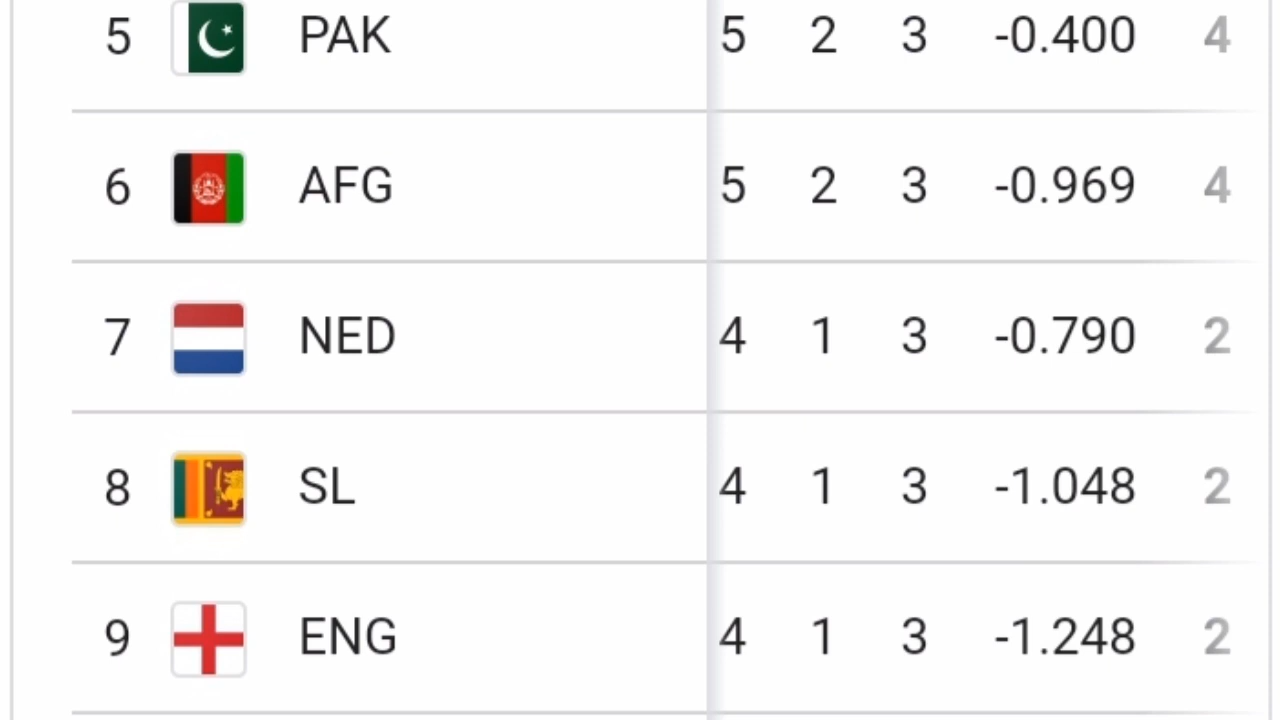 5 PAK 5 2 3 -0.400 4
6 AFG 5 2 3 -0.969 4
7 NED 4 1 3 -0.790 2
8 SL 4 1 3 -1.048 2
9 ENG 4 1 3 -1.248 2